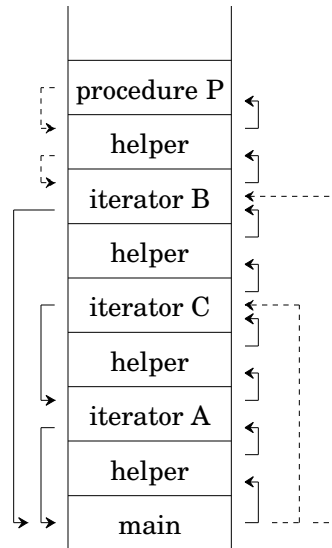 procedure P
helper
iterator B
helper
iterator C
helper
iterator A
helper
main